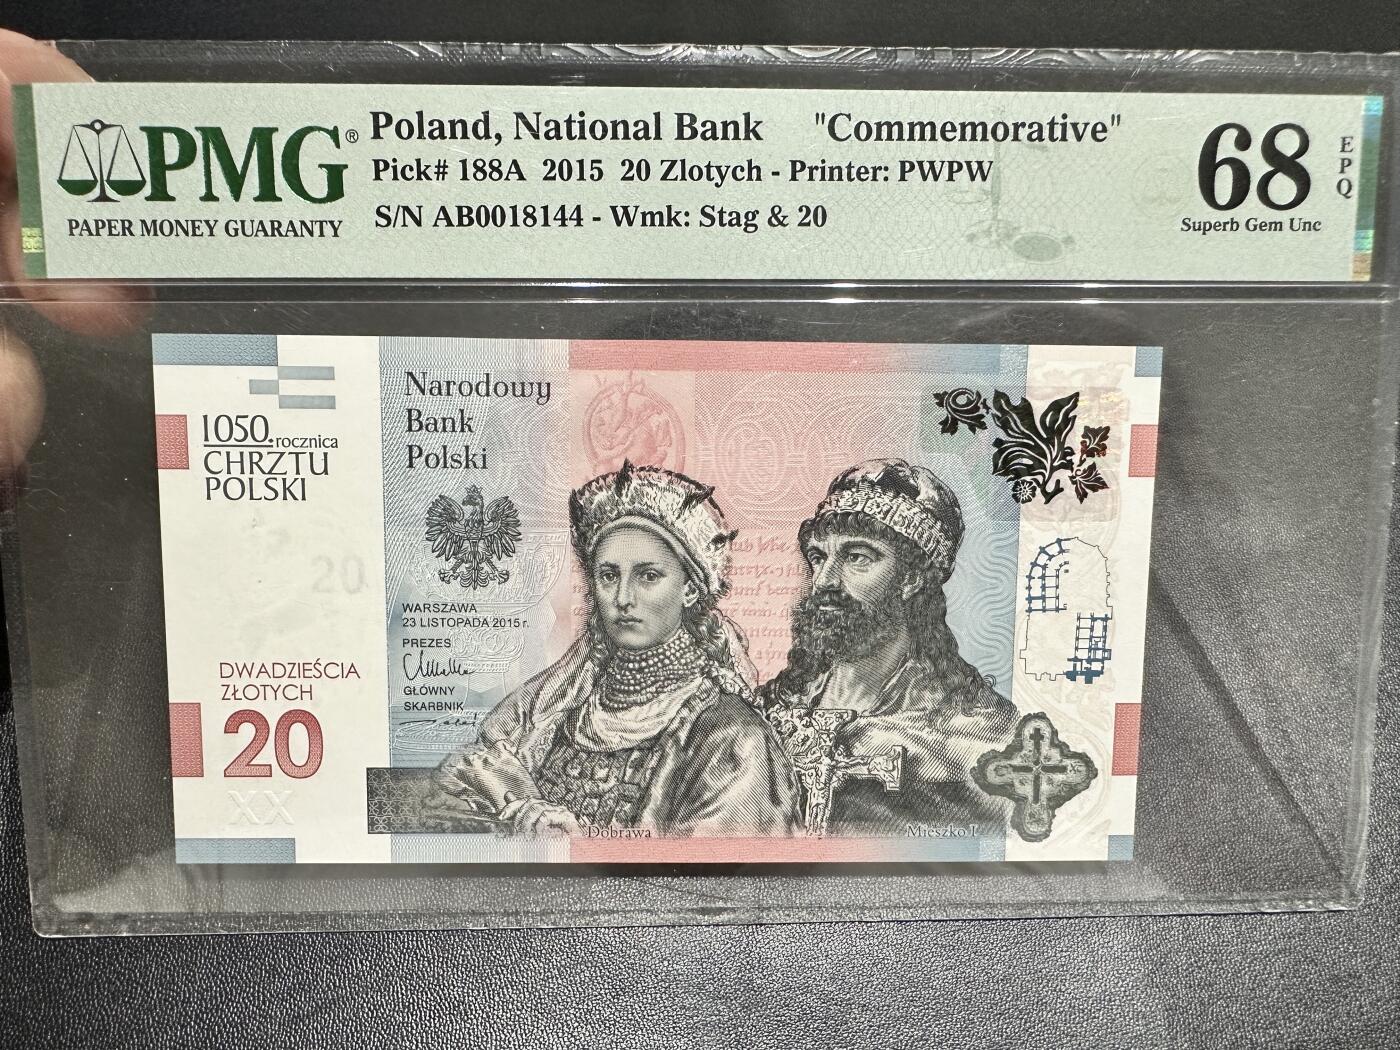 PMG®
PAPER MONEY GUARANTY
Poland, National Bank "Commemorative"
Pick# 188A 2015 20 Zlotych - Printer: PWPW
S/N AB0018144 - Wmk: Stag & 20
68
EPQ
Superb Gem Unc
1050. rocznica
CHRZTU
POLSKI
Narodowy
Bank
Polski
20
WARSZAWA
23 LISTOPADA 2015 r.
PREZES
GŁÓWNY
SKARBNIK
DWADZIEŚCIA
ZŁOTYCH
20
XX
Dobrawa
Mieszko I